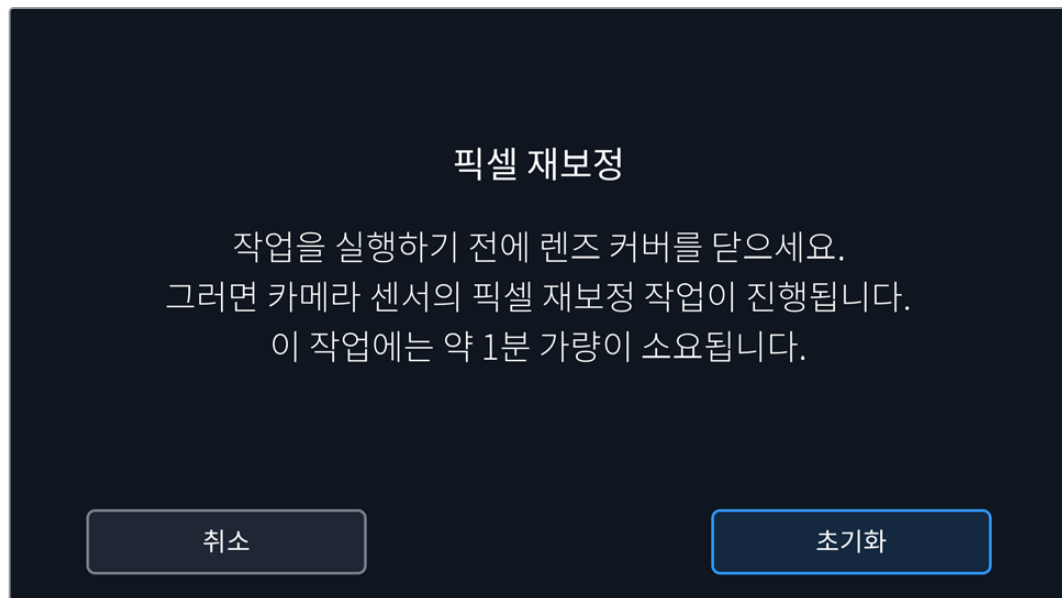 픽셀 재보정
작업을 실행하기 전에 렌즈 커버를 닫으세요.
그러면 카메라 센서의 픽셀 재보정 작업이 진행됩니다.
이 작업에는 약 1분 가량이 소요됩니다.
취소
초기화